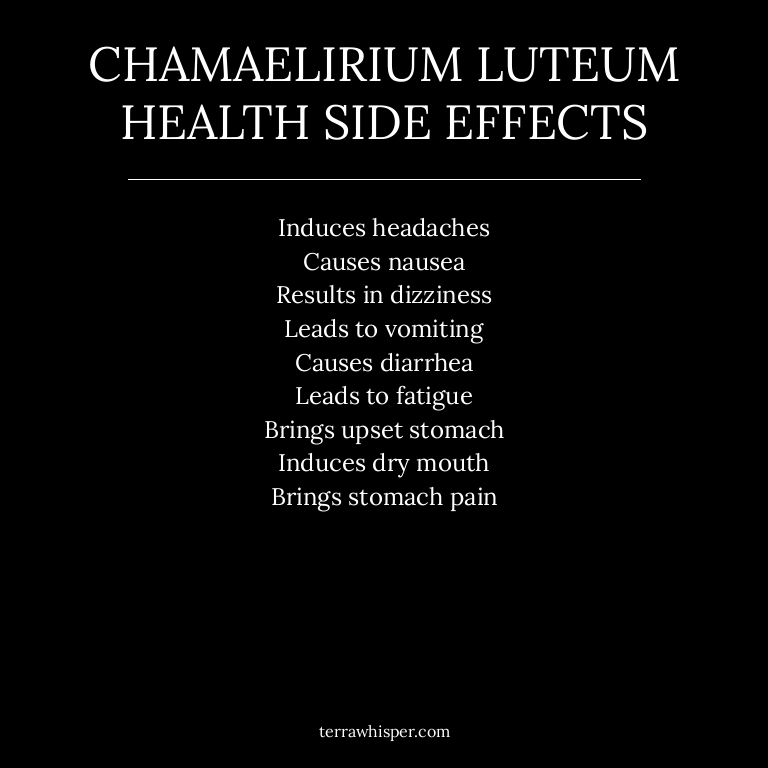 CHAMAELIRIUM LUTEUM
HEALTH SIDE EFFECTS
Induces headaches
Causes nausea
Results in dizziness
Leads to vomiting
Causes diarrhea
Leads to fatigue
Brings upset stomach
Induces dry mouth
Brings stomach pain
terrawhisper.com